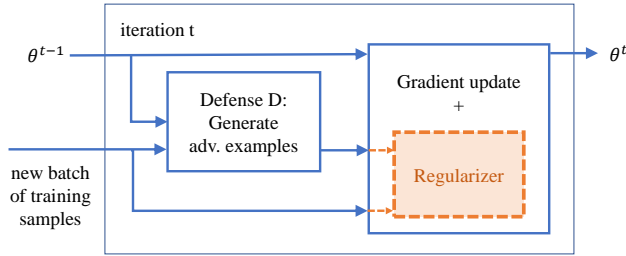 iteration t
θ^{t−1}
θ^t
Defense D:
Generate
adv. examples
Gradient update
+
Regularizer
new batch
of training
samples